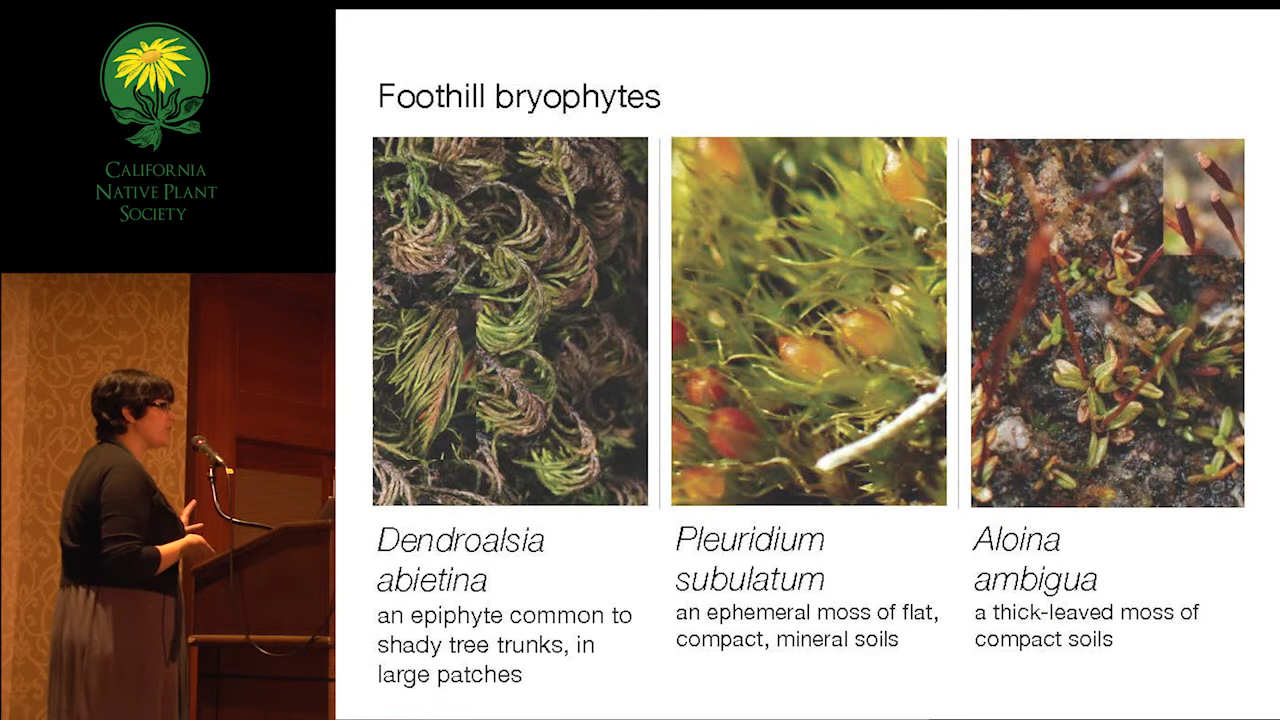 CALIFORNIA
NATIVE PLANT
SOCIETY
Foothill bryophytes
Dendroalsia
abietina
an epiphyte common to
shady tree trunks, in
large patches
Pleuridium
subulatum
an ephemeral moss of flat,
compact, mineral soils
Aloina
ambigua
a thick-leaved moss of
compact soils